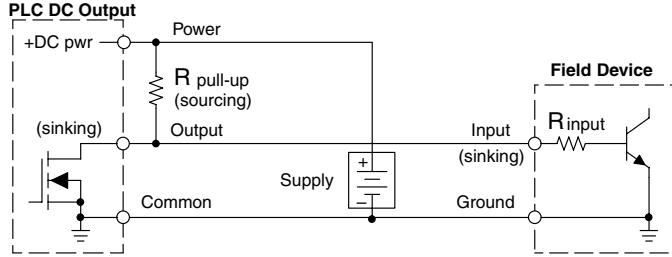 PLC DC Output
+DC pwr
Power
R pull-up
(sourcing)
Field Device
(sinking)
Output
Input
(sinking)
R input
Supply
+
–
Common
Ground